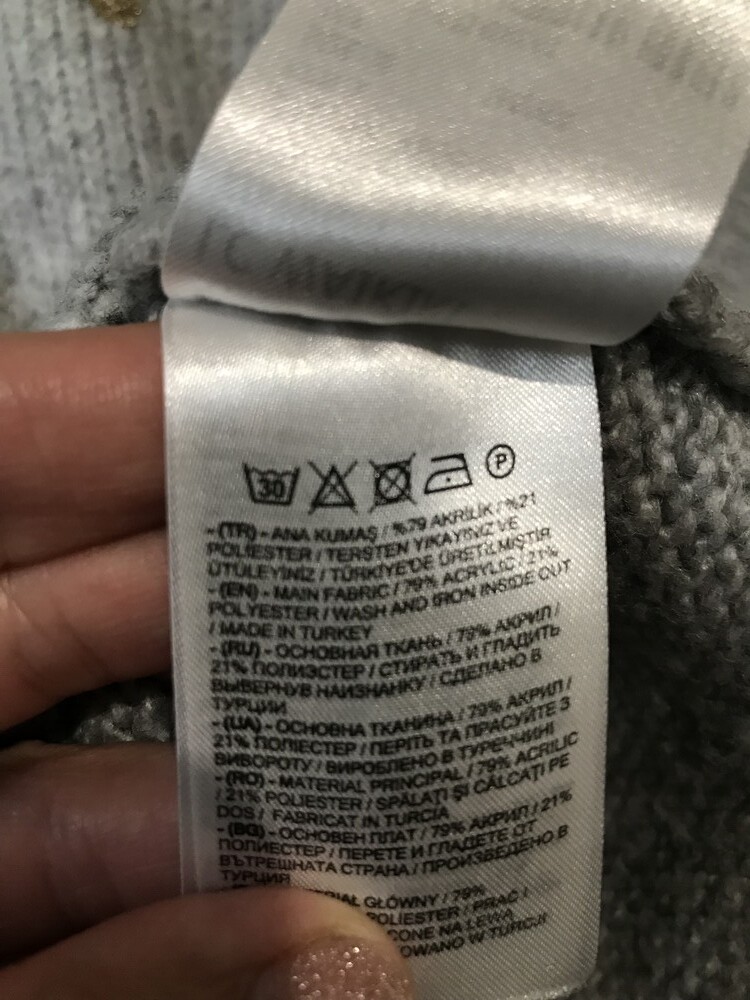 LC WAIKIKI
30
P
- (TR) - ANA KUMAŞ / %79 AKRİLİK / %21
POLİESTER / TERSTEN YIKAYINIZ VE
ÜTÜLEYİNİZ / TÜRKİYE'DE ÜRETİLMİŞTİR
- (EN) - MAIN FABRIC / 79% ACRYLIC / 21%
POLYESTER / WASH AND IRON INSIDE OUT
/ MADE IN TURKEY
- (RU) - ОСНОВНАЯ ТКАНЬ / 79% АКРИЛ /
21% ПОЛИЭСТЕР / СТИРАТЬ И ГЛАДИТЬ
ВЫВЕРНУВ НАИЗНАНКУ / СДЕЛАНО В
ТУРЦИИ
- (UA) - ОСНОВНА ТКАНИНА / 79% АКРИЛ /
21% ПОЛІЕСТЕР / ПЕРІТЬ ТА ПРАСУЙТЕ З
ВИВОРОТУ / ВИРОБЛЕНО В ТУРЕЧЧИНІ
- (RO) - MATERIAL PRINCIPAL / 79% ACRILIC
/ 21% POLIESTER / SPĂLAȚI ȘI CĂLCAȚI PE
DOS / FABRICAT IN TURCIA
- (BG) - ОСНОВЕН ПЛАТ / 79% АКРИЛ / 21%
ПОЛИЕСТЕР / ПЕРЕТЕ И ГЛАДЕТЕ ОТ
ВЪТРЕШНАТА СТРАНА / ПРОИЗВЕДЕНО В
ТУРЦИЯ
GŁÓWNY / 79%
POLIESTER / PRAĆ I
NA LEWĄ
W TURCJI